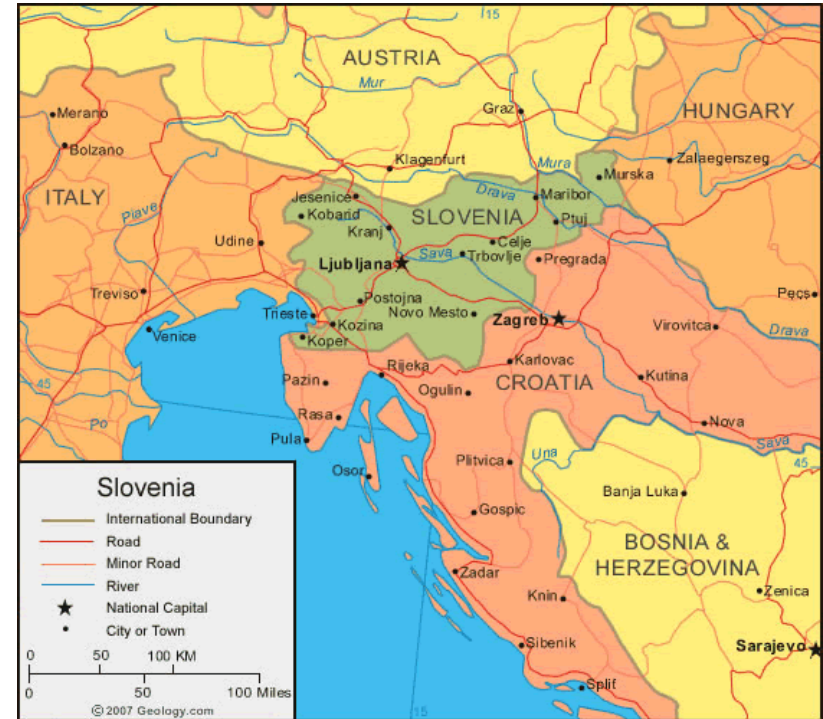 15
AUSTRIA
Mur
Graz
HUNGARY
Merano
Bolzano
Klagenfurt
Mura
Zalaegerszeg
ITALY
Murska
Drava
Jesenice
Maribor
Piave
Kobarid
SLOVENIA
Ptuj
Kranj
Udine
Celje
Sava
Trbovlje
Pregrada
Ljubljana
Treviso
Postojna
Pecs
Trieste
Novo Mesto
Zagreb
Kozina
Virovitca
Venice
Koper
Drava
Karlovac
Rijeka
45
Pazin
CROATIA
Kutina
Ogulin
Rasa
Po
Nova
Pula
Sava
Una
45
Plitvica
Osor
Banja Luka
Gospic
BOSNIA &
HERZEGOVINA
Zadar
Zenica
Knin
Sibenik
Sarajevo
Split
15
Slovenia
International Boundary
Road
Minor Road
River
National Capital
City or Town
0 50 100 KM
0 50 100 Miles
© 2007 Geology.com